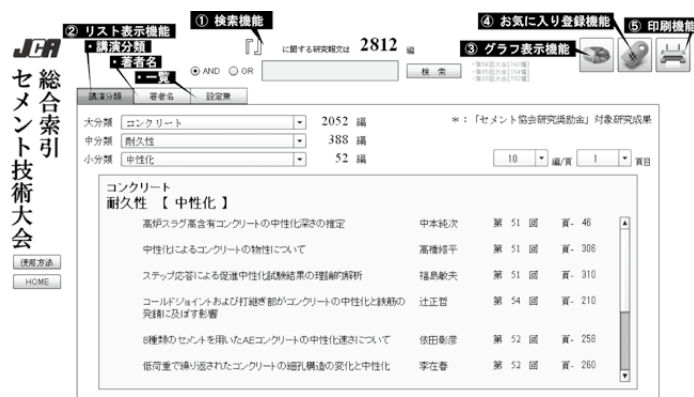 ① 検索機能
② リスト表示機能
・講演分類
・著者名
・一覧
③ グラフ表示機能
④ お気に入り登録機能
⑤ 印刷機能
JCA
総合索引
セメント技術大会
使用方法
HOME
『』 に関する研究報文は 2812 編
AND OR 検 索
講演分類 著者名
大分類 コンクリート 2052 編
中分類 耐久性 388 編
小分類 中性化 52 編
＊：「セメント協会研究奨励金」対象研究成果
10 編/頁 1 頁目
コンクリート
耐久性 【 中性化 】
高炉スラグ高含有コンクリートの中性化深さの推定 中本純次 第 51 回 頁- 46
中性化によるコンクリートの物性について 高橋修平 第 51 回 頁- 306
ステップ応答による促進中性化試験結果の理論的解析 福島敏夫 第 51 回 頁- 310
コールドジョイントおよび打継ぎ部がコンクリートの中性化と鉄筋の 辻正哲 第 54 回 頁- 210
発錆に及ぼす影響
8種類のセメントを用いたAEコンクリートの中性化速さについて 依田彰彦 第 52 回 頁- 258
低荷重で繰り返されたコンクリートの細孔構造の変化と中性化 李在春 第 52 回 頁- 260